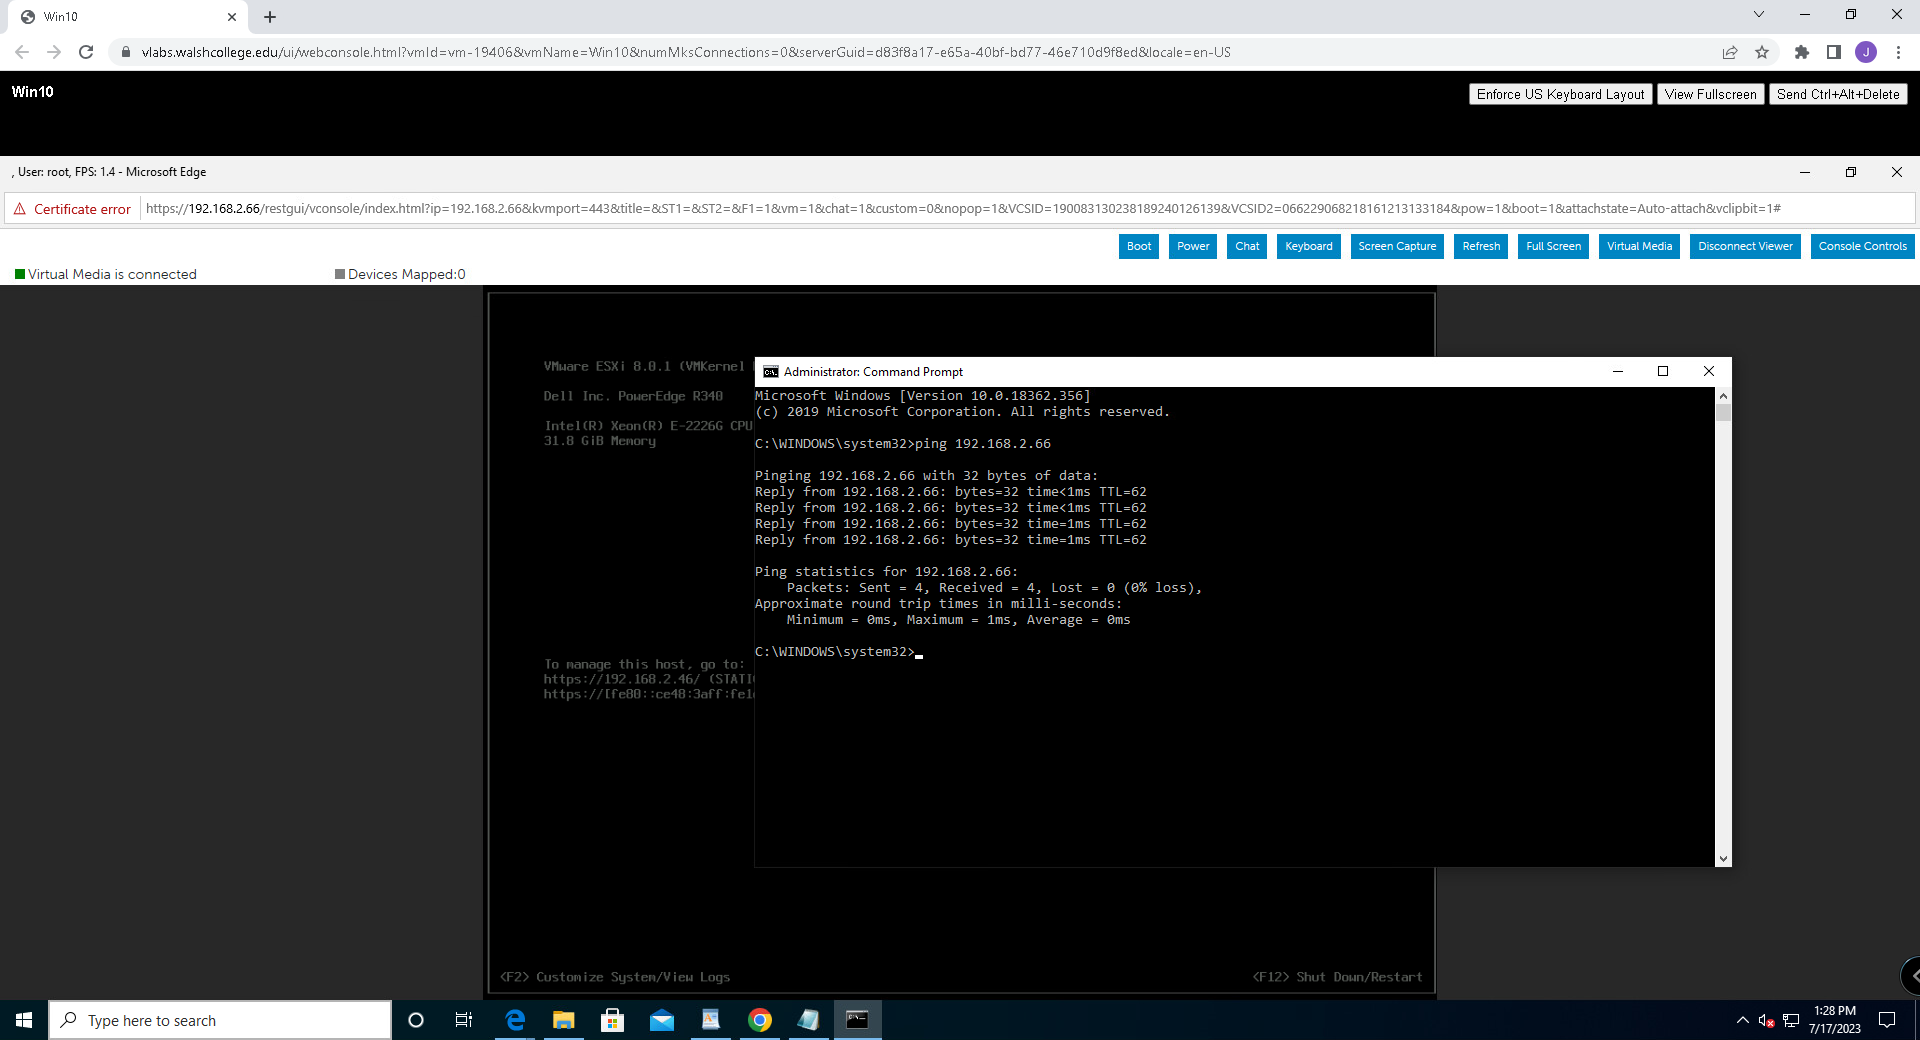 Win10
vlabs.walshcollege.edu/ui/webconsole.html?vmId=vm-19406&vmName=Win10&numMksConnections=0&serverGuid=d83f8a17-e65a-40bf-bd77-46e710d9f8ed&locale=en-US
J
Win10
Enforce US Keyboard Layout View Fullscreen Send Ctrl+Alt+Delete
, User: root, FPS: 1.4 - Microsoft Edge
Certificate error https://192.168.2.66/restgui/vconsole/index.html?ip=192.168.2.66&kvmport=443&title=&ST1=&ST2=&F1=1&vm=1&chat=1&custom=0&nopop=1&VCSID=190083130238189240126139&VCSID2=066229068218161213133184&pow=1&boot=1&attachstate=Auto-attach&vclipbit=1#
Boot Power Chat Keyboard Screen Capture Refresh Full Screen Virtual Media Disconnect Viewer Console Controls
Virtual Media is connected Devices Mapped:0
VMware ESXi 8.0.1 (VMKernel
Dell Inc. PowerEdge R340
Intel(R) Xeon(R) E-2226G CPU
31.8 GiB Memory
To manage this host, go to:
https://192.168.2.46/ (STATI
https://[fe80::ce48:3aff:fe1
<F2> Customize System/View Logs
<F12> Shut Down/Restart
Administrator: Command Prompt
Microsoft Windows [Version 10.0.18362.356]
(c) 2019 Microsoft Corporation. All rights reserved.
C:\WINDOWS\system32>ping 192.168.2.66
Pinging 192.168.2.66 with 32 bytes of data:
Reply from 192.168.2.66: bytes=32 time<1ms TTL=62
Reply from 192.168.2.66: bytes=32 time<1ms TTL=62
Reply from 192.168.2.66: bytes=32 time=1ms TTL=62
Reply from 192.168.2.66: bytes=32 time=1ms TTL=62
Ping statistics for 192.168.2.66:
Packets: Sent = 4, Received = 4, Lost = 0 (0% loss),
Approximate round trip times in milli-seconds:
Minimum = 0ms, Maximum = 1ms, Average = 0ms
C:\WINDOWS\system32>
Type here to search
1:28 PM
7/17/2023